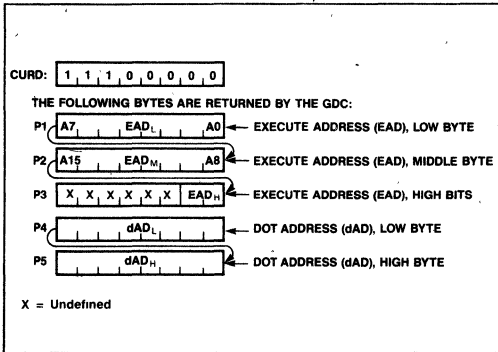 CURD: 1 1 1 0 0 0 0 0
THE FOLLOWING BYTES ARE RETURNED BY THE GDC:
P1 A7 EADL A0 EXECUTE ADDRESS (EAD), LOW BYTE
P2 A15 EADM A8 EXECUTE ADDRESS (EAD), MIDDLE BYTE
P3 X X X X X X EADH EXECUTE ADDRESS (EAD), HIGH BITS
P4 dADL DOT ADDRESS (dAD), LOW BYTE
P5 dADH DOT ADDRESS (dAD), HIGH BYTE
X = Undefined